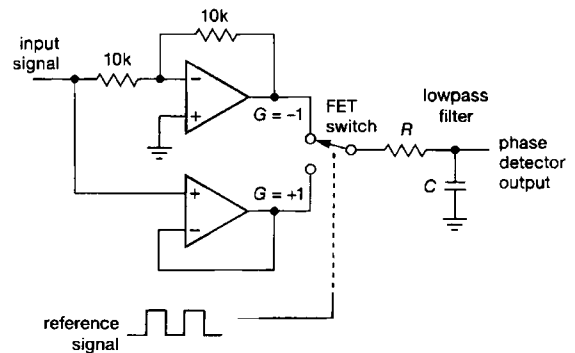 10k
input
signal
10k
−
+
G = −1
FET
switch
lowpass
filter
R
phase
detector
output
C
+
−
G = +1
reference
signal